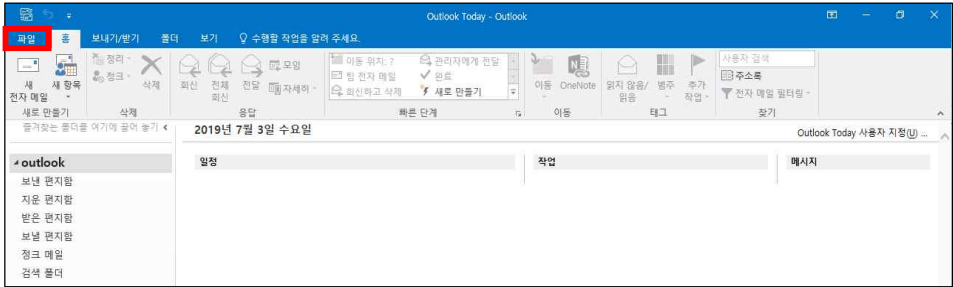 Outlook Today - Outlook
파일 홈 보내기/받기 폴더 보기 수행할 작업을 알려 주세요.
새 전자 메일
새 항목
정리
정크
삭제
회신
전체 회신
전달
모임
자세히
이동 위치: ?
팀 전자 메일
회신하고 삭제
관리자에게 전달
완료
새로 만들기
이동
OneNote
읽지 않음/읽음
범주
추가 작업
사용자 검색
주소록
전자 메일 필터링
새로 만들기 삭제 응답 빠른 단계 이동 태그 찾기
즐겨찾는 폴더를 여기에 끌어 놓기
2019년 7월 3일 수요일
Outlook Today 사용자 지정(U) ...
일정 작업 메시지
outlook
보낸 편지함
지운 편지함
받은 편지함
보낼 편지함
정크 메일
검색 폴더